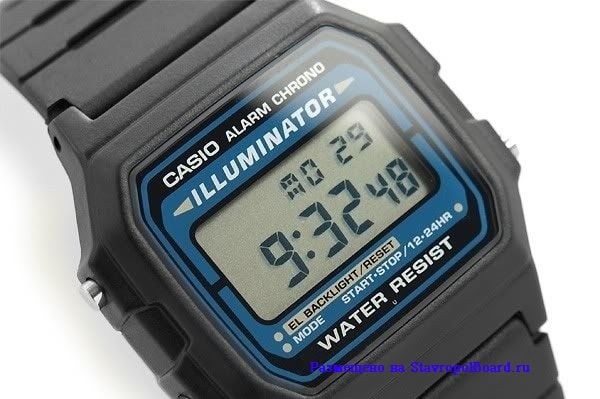 CASIO ALARM CHRONO
ILLUMINATOR
MO 29
9:32 48
EL BACKLIGHT/RESET
MODE START·STOP/12·24HR
WATER RESIST
Размещено на StavropolBoard.ru